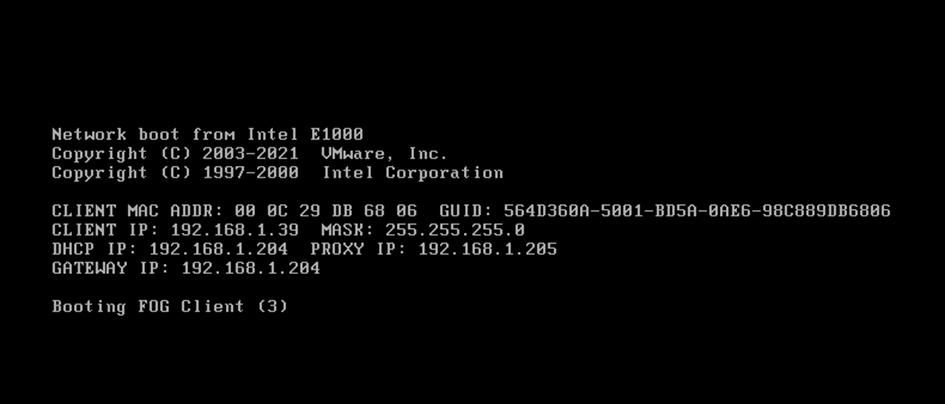 Network boot from Intel E1000
Copyright (C) 2003-2021  VMware, Inc.
Copyright (C) 1997-2000  Intel Corporation
CLIENT MAC ADDR: 00 0C 29 DB 68 06  GUID: 564D360A-5001-BD5A-0AE6-98C889DB6806
CLIENT IP: 192.168.1.39  MASK: 255.255.255.0
DHCP IP: 192.168.1.204  PROXY IP: 192.168.1.205
GATEWAY IP: 192.168.1.204
Booting FOG Client (3)